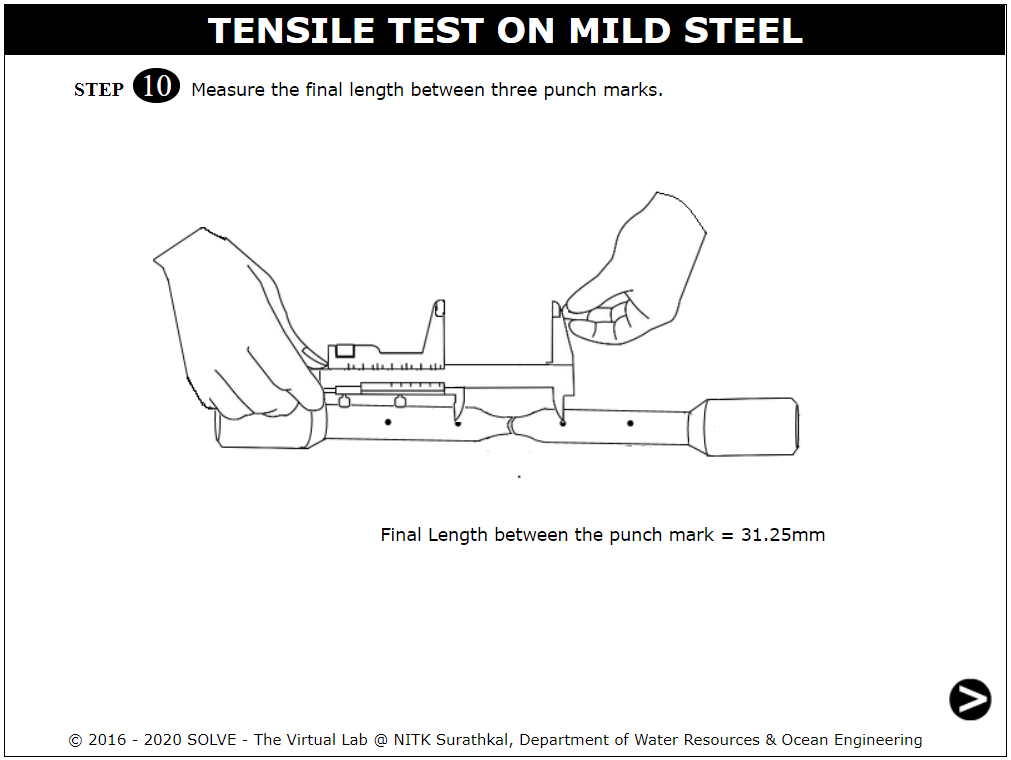 TENSILE TEST ON MILD STEEL
STEP 10 Measure the final length between three punch marks.
Final Length between the punch mark = 31.25mm
© 2016 - 2020 SOLVE - The Virtual Lab @ NITK Surathkal, Department of Water Resources & Ocean Engineering